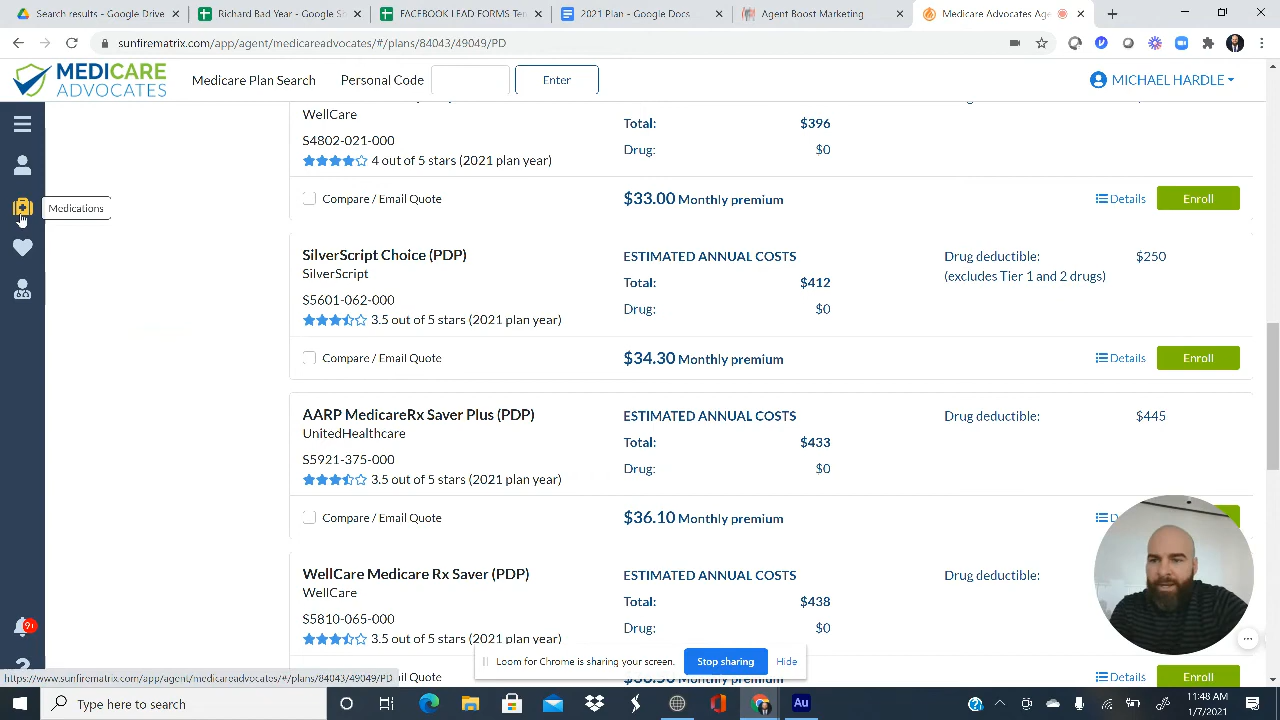 Summer 2021 - Google Drive
Richard Bad Year Weekly Se
FACEBOOK LEAD FORMS Te
2021 Plan - Google Docs
Agent Boost Marketing
Medicare Advocates Age
sunfirematrix.com/app/agent/medicareadvocates/#/plans/84043/49049/PD
MEDICARE
ADVOCATES
Medicare Plan Search
Personal Code
Enter
MICHAEL HARDLE
WellCare
Total: $396
S4802-021-000
Drug: $0
4 out of 5 stars (2021 plan year)
Compare / Email Quote
$33.00 Monthly premium
Details
Enroll
Medications
SilverScript Choice (PDP)
ESTIMATED ANNUAL COSTS
Drug deductible: $250
SilverScript
(excludes Tier 1 and 2 drugs)
Total: $412
S5601-062-000
Drug: $0
3.5 out of 5 stars (2021 plan year)
Compare / Email Quote
$34.30 Monthly premium
Details
Enroll
AARP MedicareRx Saver Plus (PDP)
ESTIMATED ANNUAL COSTS
Drug deductible: $445
UnitedHealthcare
Total: $433
S5921-375-000
Drug: $0
3.5 out of 5 stars (2021 plan year)
Compare / Email Quote
$36.10 Monthly premium
WellCare Medicare Rx Saver (PDP)
ESTIMATED ANNUAL COSTS
Drug deductible:
WellCare
Total: $438
S5810-065-000
Drug: $0
9+
3.5 out of 5 stars (2021 plan year)
Loom for Chrome is sharing your screen.
Stop sharing
Hide
https://www.sunfirematrix.com/app/agent/medicareadvocates/#/plans/84043/49049/PD
ail Quote
Details
Enroll
Type here to search
Au
11:48 AM
1/7/2021